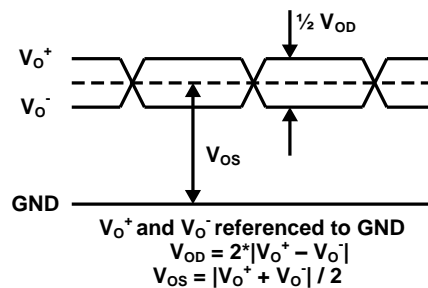 ½ V_OD
V_O^+
V_O^-
V_OS
GND
V_O^+ and V_O^- referenced to GND
V_OD = 2*|V_O^+ – V_O^-|
V_OS = |V_O^+ + V_O^-| / 2